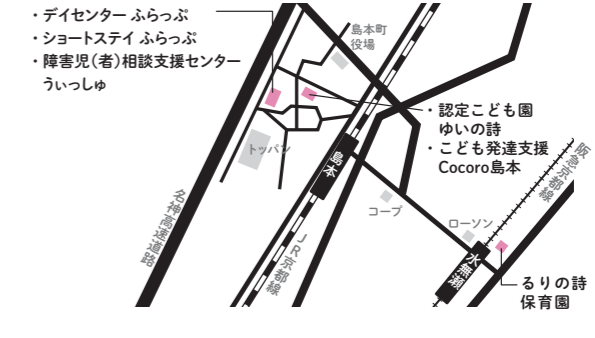 ・デイセンター ふらっぷ
・ショートステイ ふらっぷ
・障害児(者)相談支援センター
うぃっしゅ
島本町
役場
・認定こども園
ゆいの詩
・こども発達支援
Cocoro島本
トッパン
島本
阪急京都線
コープ
ローソン
名神高速道路
JR京都線
水無瀬
るりの詩
保育園